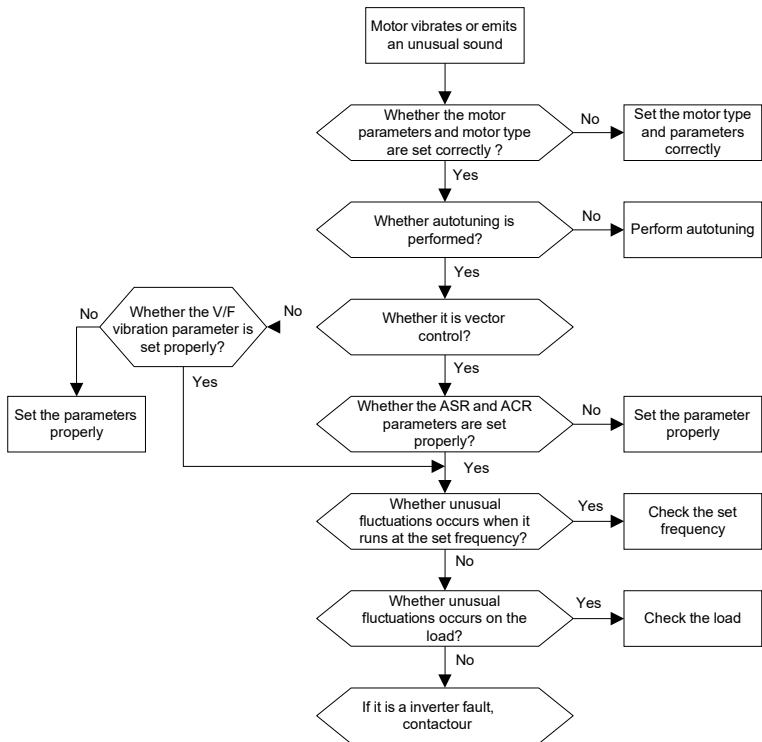 Motor vibrates or emits
an unusual sound
Whether the motor
parameters and motor type
are set correctly ?
No
Set the motor type
and parameters
correctly
Yes
Whether autotuning is
performed?
No
Perform autotuning
Yes
Whether it is vector
control?
No
Whether the V/F
vibration parameter is
set properly?
No
Set the parameters
properly
Yes
Yes
Whether the ASR and ACR
parameters are set
properly?
No
Set the parameter
properly
Yes
Whether unusual
fluctuations occurs when it
runs at the set frequency?
Yes
Check the set
frequency
No
Whether unusual
fluctuations occurs on the
load?
Yes
Check the load
No
If it is a inverter fault,
contactour